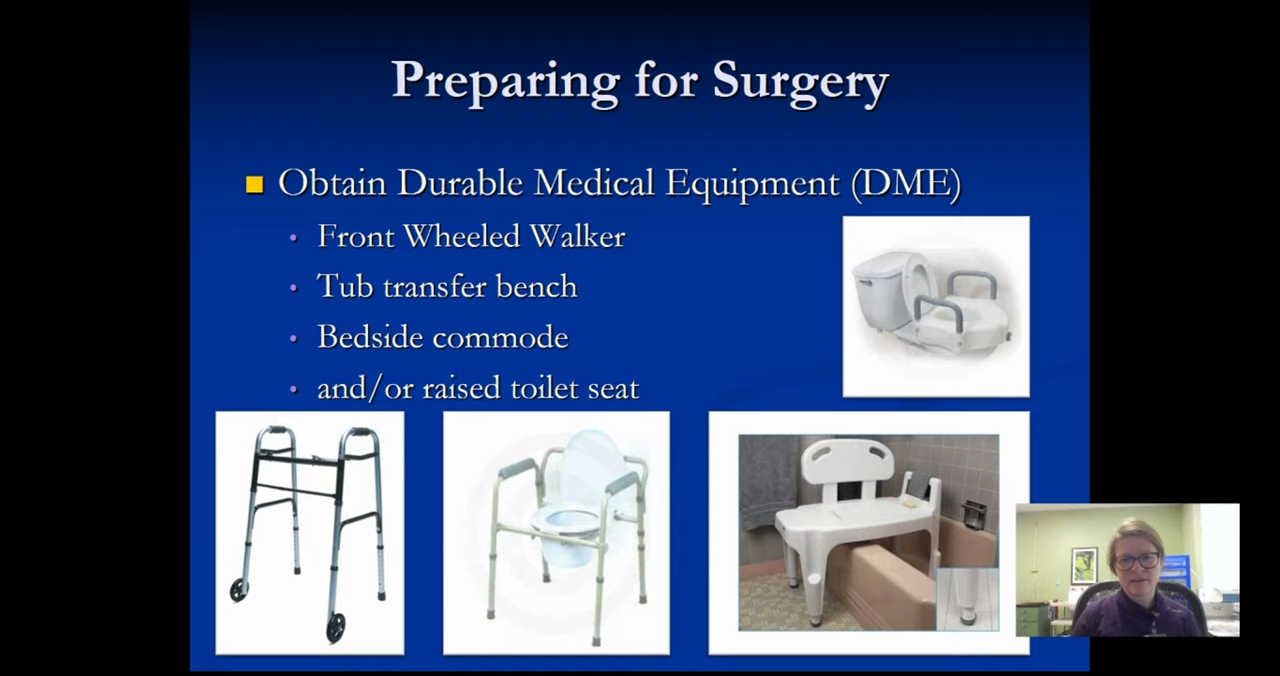 Preparing for Surgery
Obtain Durable Medical Equipment (DME)
Front Wheeled Walker
Tub transfer bench
Bedside commode
and/or raised toilet seat